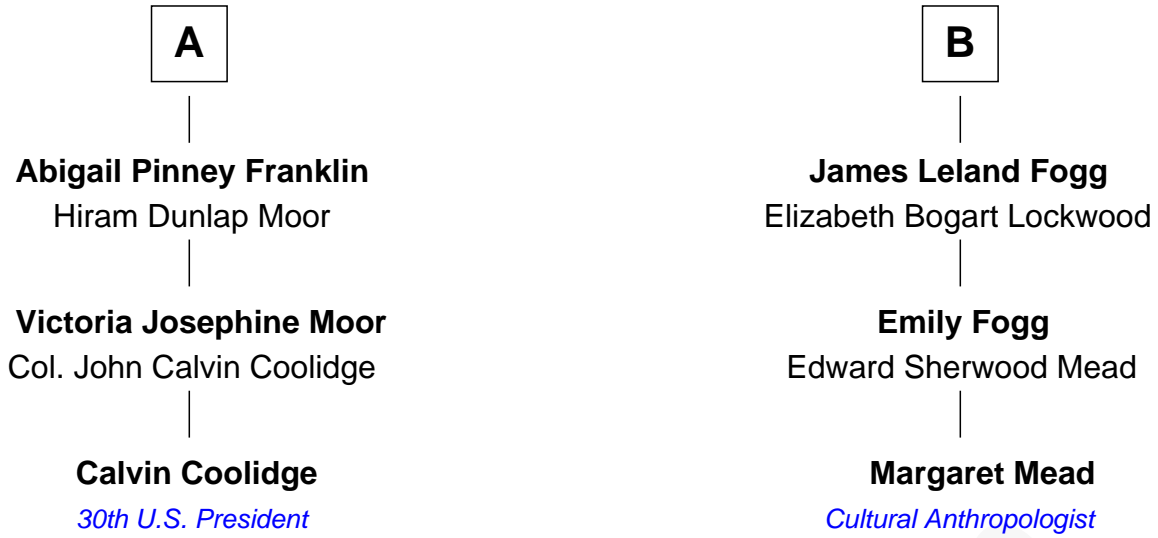 A
Abigail Pinney Franklin
Hiram Dunlap Moor
Victoria Josephine Moor
Col. John Calvin Coolidge
Calvin Coolidge
30th U.S. President
B
James Leland Fogg
Elizabeth Bogart Lockwood
Emily Fogg
Edward Sherwood Mead
Margaret Mead
Cultural Anthropologist